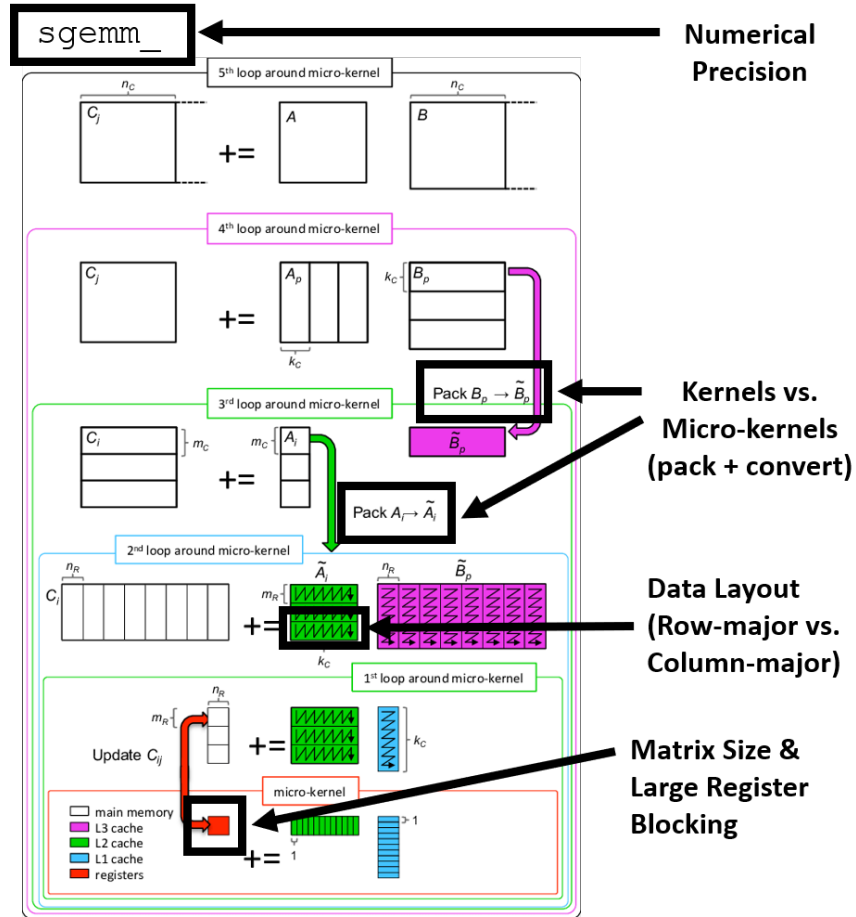 sgemm_
Numerical
Precision
5th loop around micro-kernel
nC
Cj
+=
A
B
4th loop around micro-kernel
Cj
+=
Ap
kC
kC
Bp
Pack Bp → B̃p
Kernels vs.
Micro-kernels
(pack + convert)
3rd loop around micro-kernel
Ci
mC
+=
mC
Ai
B̃p
Pack Ai → Ãi
2nd loop around micro-kernel
nR
Ci
+=
mR
Ãi
kC
nR
B̃p
Data Layout
(Row-major vs.
Column-major)
1st loop around micro-kernel
nR
mR
Update Cij
+=
kC
Matrix Size &
Large Register
Blocking
micro-kernel
main memory
L3 cache
L2 cache
L1 cache
registers
+=
1
1